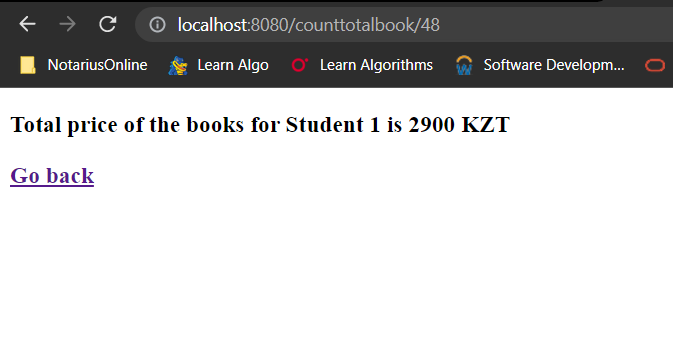 localhost:8080/counttotalbook/48
NotariusOnline Learn Algo Learn Algorithms Software Developm...
Total price of the books for Student 1 is 2900 KZT
Go back